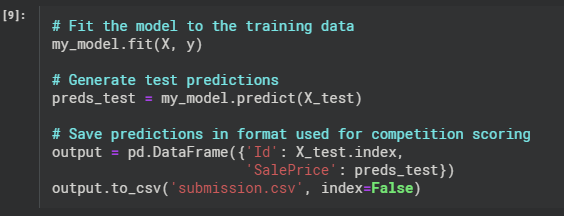 [9]:
# Fit the model to the training data
my_model.fit(X, y)
# Generate test predictions
preds_test = my_model.predict(X_test)
# Save predictions in format used for competition scoring
output = pd.DataFrame({'Id': X_test.index,
                       'SalePrice': preds_test})
output.to_csv('submission.csv', index=False)